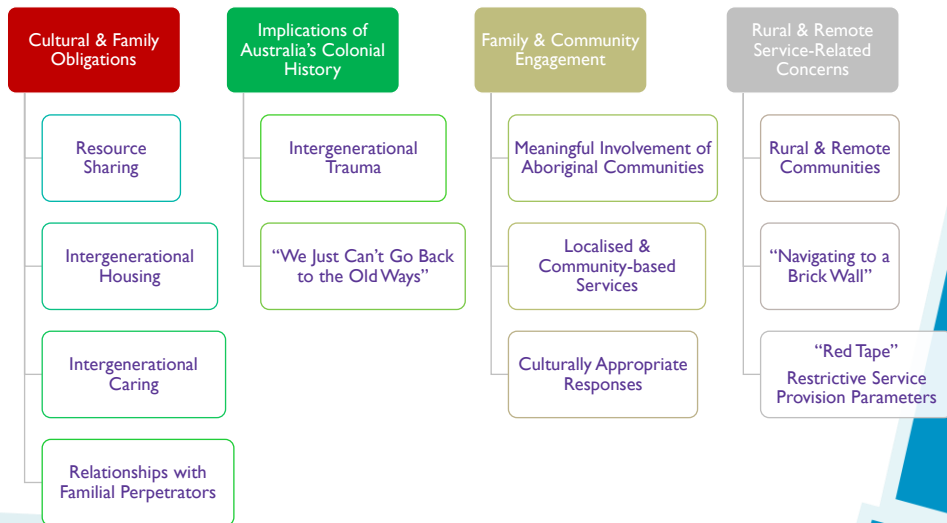 Cultural & Family
Obligations
Resource
Sharing
Intergenerational
Housing
Intergenerational
Caring
Relationships with
Familial Perpetrators
Implications of
Australia's Colonial
History
Intergenerational
Trauma
“We Just Can't Go Back
to the Old Ways”
Family & Community
Engagement
Meaningful Involvement of
Aboriginal Communities
Localised &
Community-based
Services
Culturally Appropriate
Responses
Rural & Remote
Service-Related
Concerns
Rural & Remote
Communities
“Navigating to a
Brick Wall”
“Red Tape”
Restrictive Service
Provision Parameters